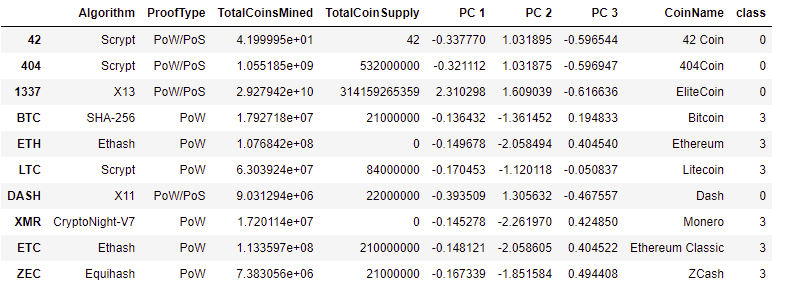 Algorithm ProofType TotalCoinsMined TotalCoinSupply PC 1 PC 2 PC 3 CoinName class
42 Scrypt PoW/PoS 4.199995e+01 42 -0.337770 1.031895 -0.596544 42 Coin 0
404 Scrypt PoW/PoS 1.055185e+09 532000000 -0.321112 1.031875 -0.596947 404Coin 0
1337 X13 PoW/PoS 2.927942e+10 314159265359 2.310298 1.609039 -0.616636 EliteCoin 0
BTC SHA-256 PoW 1.792718e+07 21000000 -0.136432 -1.361452 0.194833 Bitcoin 3
ETH Ethash PoW 1.076842e+08 0 -0.149678 -2.058494 0.404540 Ethereum 3
LTC Scrypt PoW 6.303924e+07 84000000 -0.170453 -1.120118 -0.050837 Litecoin 3
DASH X11 PoW/PoS 9.031294e+06 22000000 -0.393509 1.305632 -0.467557 Dash 0
XMR CryptoNight-V7 PoW 1.720114e+07 0 -0.145278 -2.261970 0.424850 Monero 3
ETC Ethash PoW 1.133597e+08 210000000 -0.148121 -2.058605 0.404522 Ethereum Classic 3
ZEC Equihash PoW 7.383056e+06 21000000 -0.167339 -1.851584 0.494408 ZCash 3